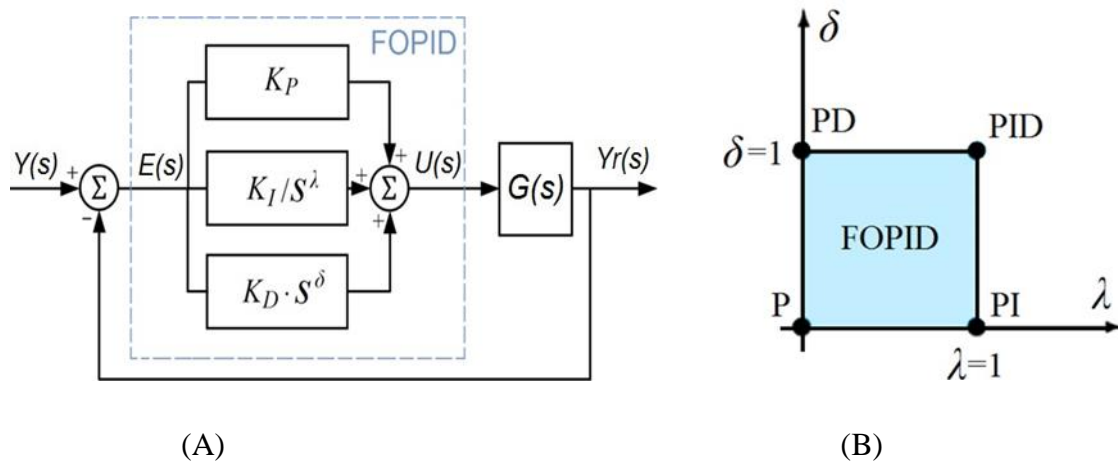 FOPID
K_P
Y(s) + Σ - E(s)
K_I/S^λ
+ + + Σ U(s)
G(s)
Yr(s)
K_D · S^δ
(A)
δ
PD
PID
δ=1
FOPID
P
PI
λ
λ=1
(B)